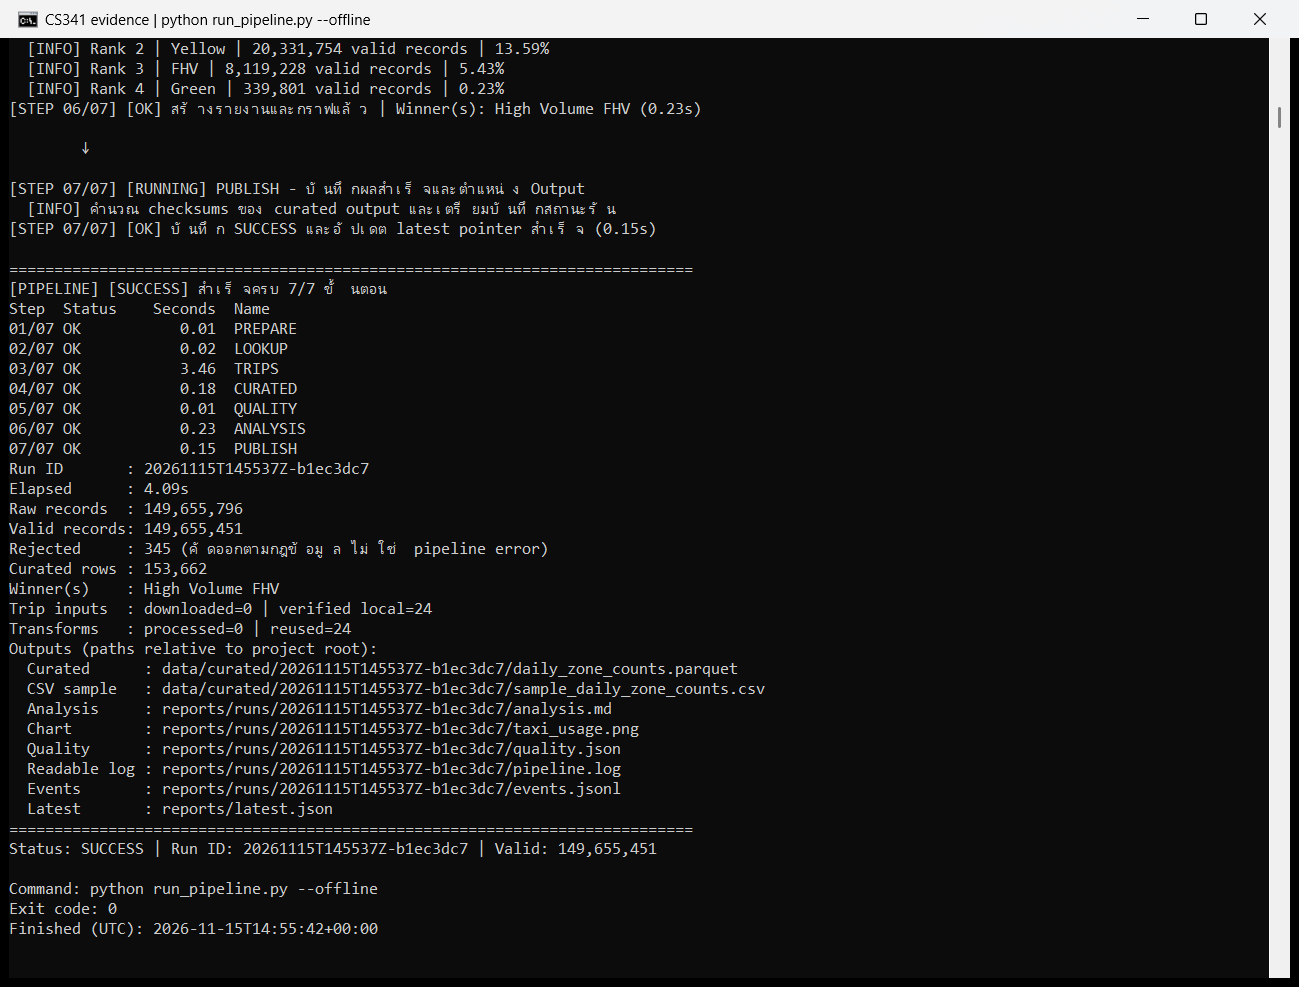 CS341 evidence | python run_pipeline.py --offline
[INFO] Rank 2 | Yellow | 20,331,754 valid records | 13.59%
[INFO] Rank 3 | FHV | 8,119,228 valid records | 5.43%
[INFO] Rank 4 | Green | 339,801 valid records | 0.23%
[STEP 06/07] [OK] สร้างรายงานและกราฟแล้ว | Winner(s): High Volume FHV (0.23s)
↓
[STEP 07/07] [RUNNING] PUBLISH - บันทึกผลสำเร็จและตำแหน่ง Output
[INFO] คำนวณ checksums ของ curated output และเตรียมบันทึกสถานะรัน
[STEP 07/07] [OK] บันทึก SUCCESS และอัปเดต latest pointer สำเร็จ (0.15s)
============================================================================
[PIPELINE] [SUCCESS] สำเร็จครบ 7/7 ขั้นตอน
Step  Status    Seconds  Name
01/07 OK           0.01  PREPARE
02/07 OK           0.02  LOOKUP
03/07 OK           3.46  TRIPS
04/07 OK           0.18  CURATED
05/07 OK           0.01  QUALITY
06/07 OK           0.23  ANALYSIS
07/07 OK           0.15  PUBLISH
Run ID       : 20261115T145537Z-b1ec3dc7
Elapsed      : 4.09s
Raw records  : 149,655,796
Valid records: 149,655,451
Rejected     : 345 (คัดออกตามกฎข้อมูล ไม่ใช่ pipeline error)
Curated rows : 153,662
Winner(s)    : High Volume FHV
Trip inputs  : downloaded=0 | verified local=24
Transforms   : processed=0 | reused=24
Outputs (paths relative to project root):
Curated      : data/curated/20261115T145537Z-b1ec3dc7/daily_zone_counts.parquet
CSV sample   : data/curated/20261115T145537Z-b1ec3dc7/sample_daily_zone_counts.csv
Analysis     : reports/runs/20261115T145537Z-b1ec3dc7/analysis.md
Chart        : reports/runs/20261115T145537Z-b1ec3dc7/taxi_usage.png
Quality      : reports/runs/20261115T145537Z-b1ec3dc7/quality.json
Readable log : reports/runs/20261115T145537Z-b1ec3dc7/pipeline.log
Events       : reports/runs/20261115T145537Z-b1ec3dc7/events.jsonl
Latest       : reports/latest.json
============================================================================
Status: SUCCESS | Run ID: 20261115T145537Z-b1ec3dc7 | Valid: 149,655,451
Command: python run_pipeline.py --offline
Exit code: 0
Finished (UTC): 2026-11-15T14:55:42+00:00